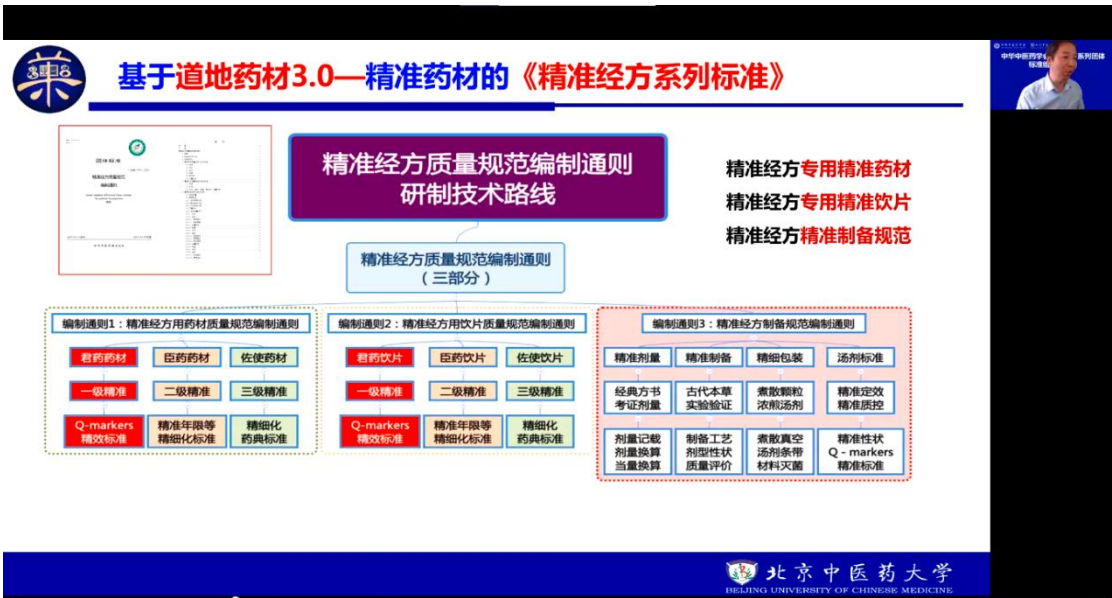 基于道地药材3.0—精准药材的《精准经方系列标准》
精准经方质量规范编制通则
研制技术路线
精准经方专用精准药材
精准经方专用精准饮片
精准经方精准制备规范
精准经方质量规范编制通则
（三部分）
编制通则1：精准经方用药材质量规范编制通则
君药药材
臣药药材
佐使药材
一级精准
二级精准
三级精准
Q-markers
精效标准
精准年限等
精细化标准
精细化
药典标准
编制通则2：精准经方用饮片质量规范编制通则
君药饮片
臣药饮片
佐使饮片
一级精准
二级精准
三级精准
Q-markers
精效标准
精准年限等
精细化标准
精细化
药典标准
编制通则3：精准经方制备规范编制通则
精准剂量
精准制备
精细包装
汤剂标准
经典方书
考证剂量
古代本草
实验验证
煮散颗粒
浓煎汤剂
精准定效
精准质控
剂量记载
剂量换算
当量换算
制备工艺
剂型性状
质量评价
煮散真空
汤剂条带
材料灭菌
精准性状
Q - markers
精准标准
北京中医药大学
BEIJING UNIVERSITY OF CHINESE MEDICINE